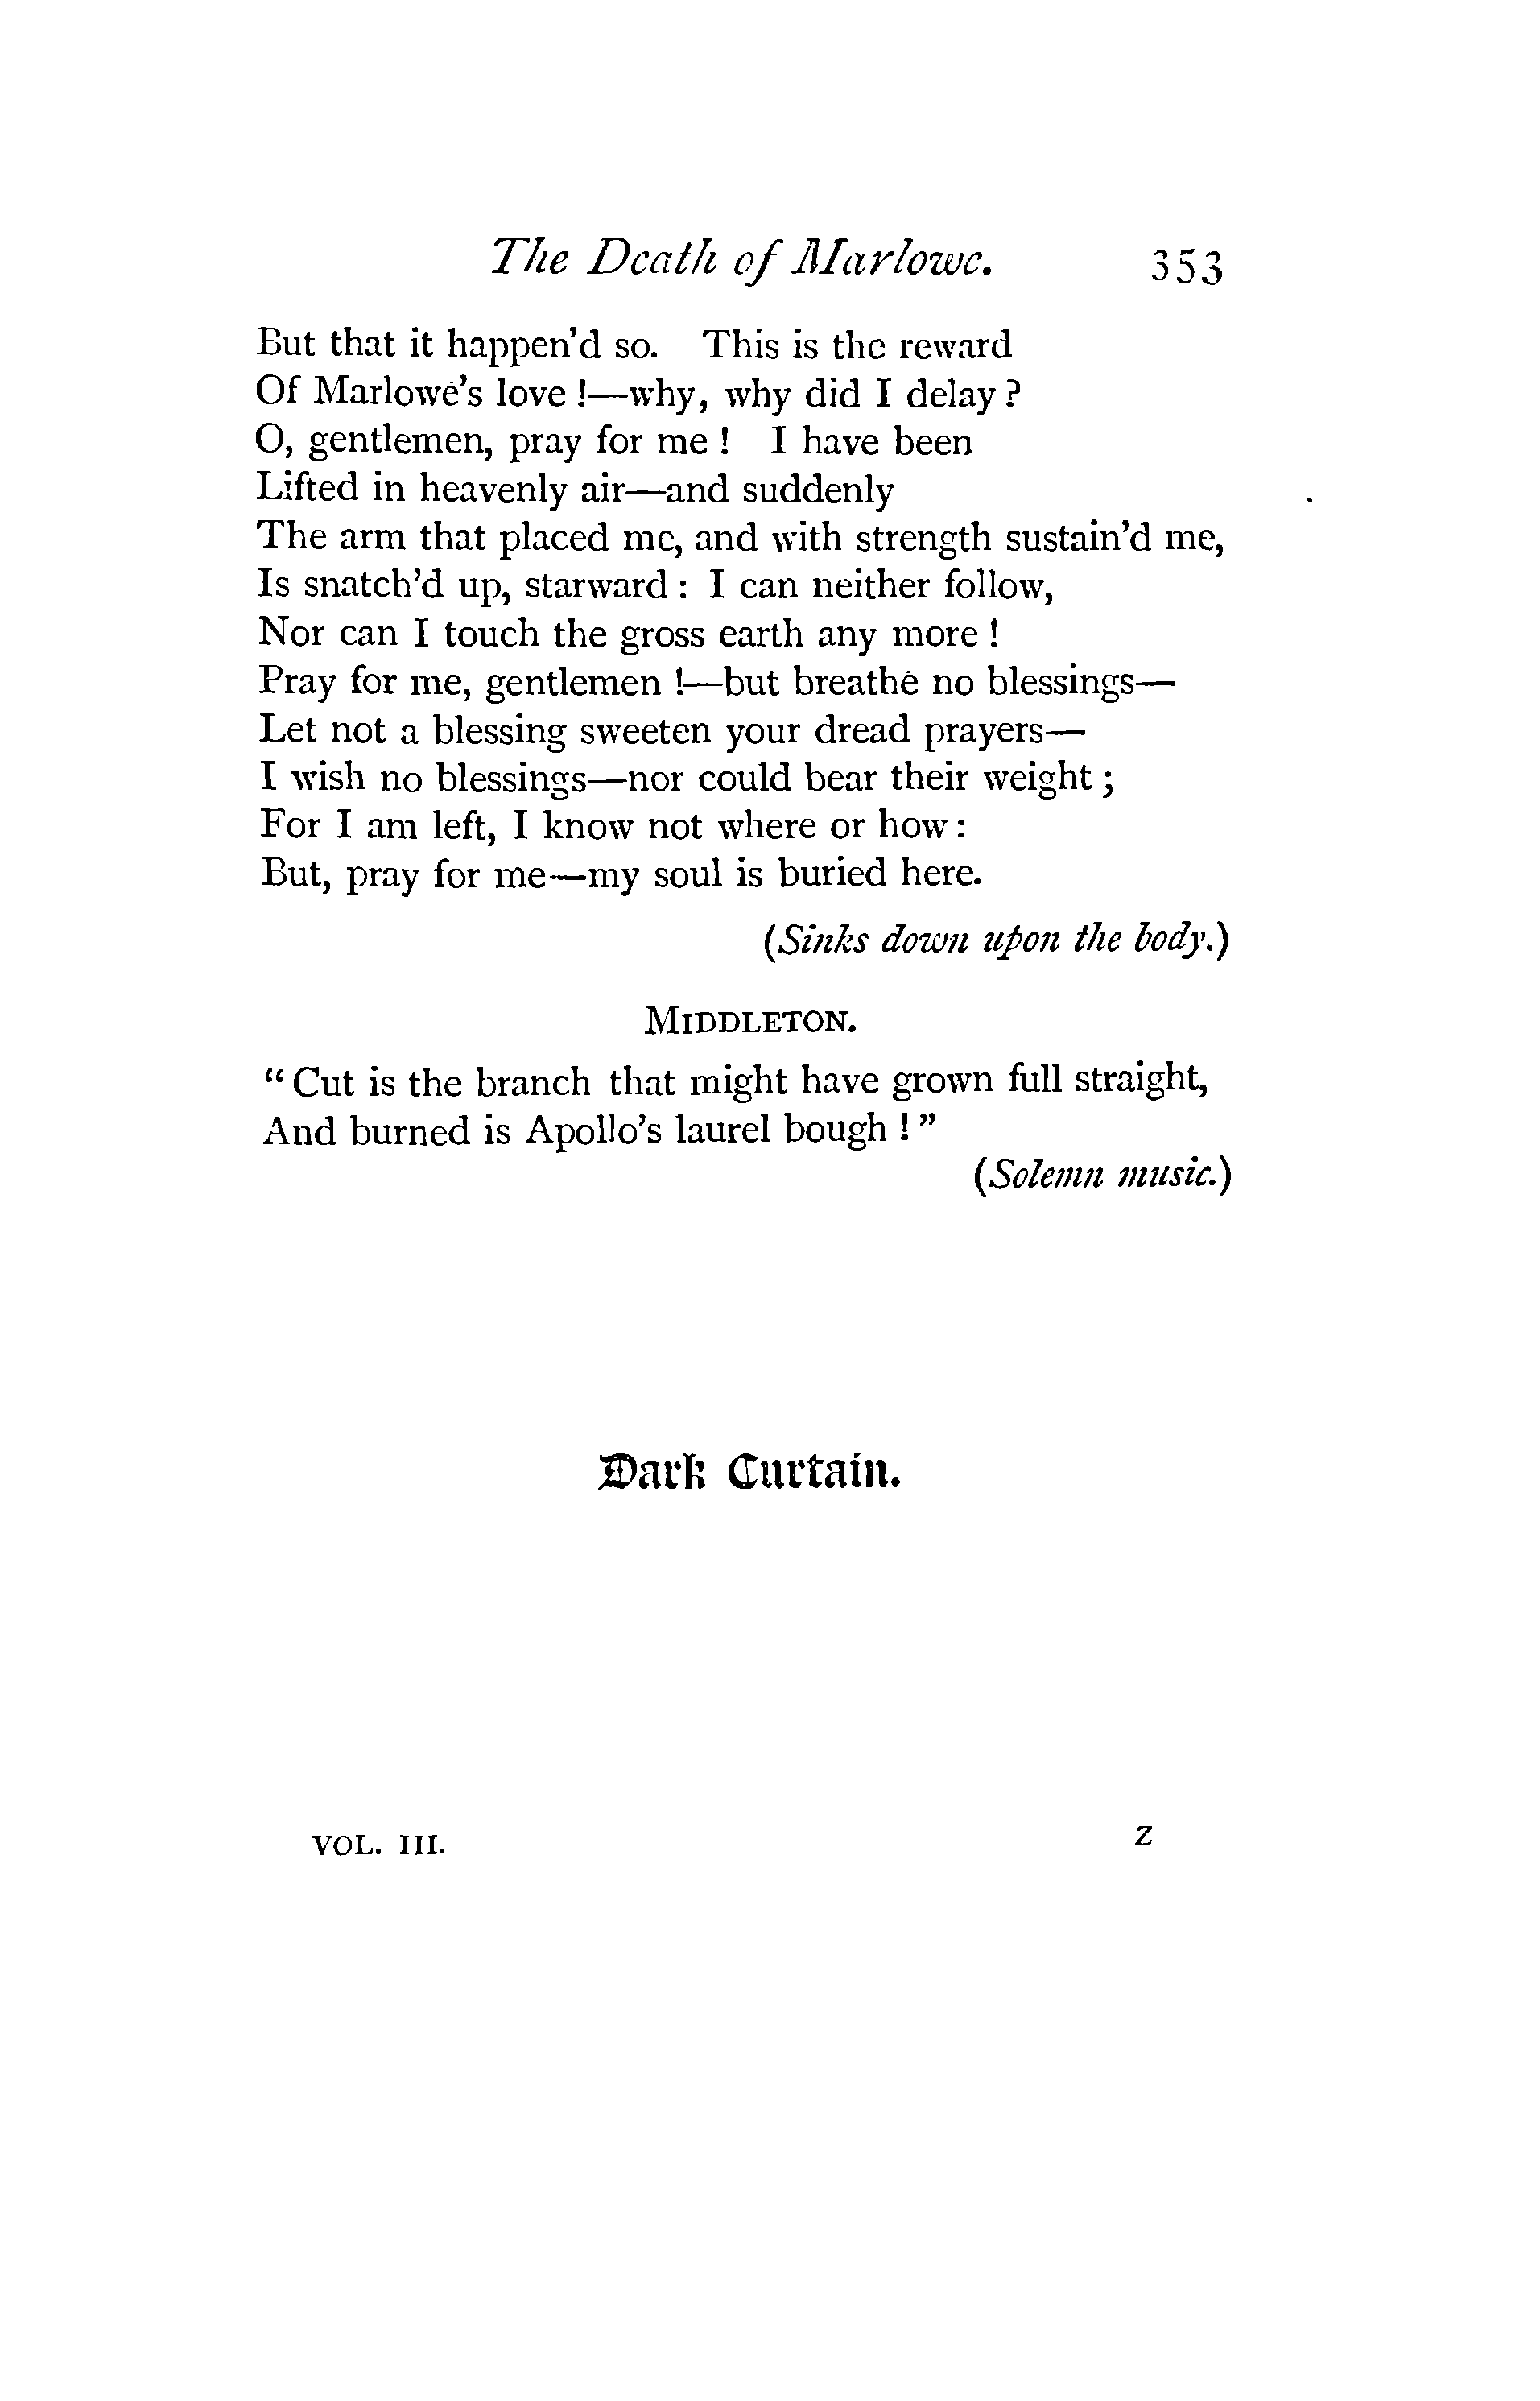 The Death of Marlowe. 353
But that it happen'd so. This is the reward
Of Marlowe's love!—why, why did I delay?
O, gentlemen, pray for me! I have been
Lifted in heavenly air—and suddenly
The arm that placed me, and with strength sustain'd me,
Is snatch'd up, starward: I can neither follow,
Nor can I touch the gross earth any more!
Pray for me, gentlemen!—but breathe no blessings—
Let not a blessing sweeten your dread prayers—
I wish no blessings—nor could bear their weight;
For I am left, I know not where or how:
But, pray for me—my soul is buried here.
(Sinks down upon the body.)
MIDDLETON.
"Cut is the branch that might have grown full straight,
And burned is Apollo's laurel bough!"
(Solemn music.)
Dark Curtain.
VOL. III. Z